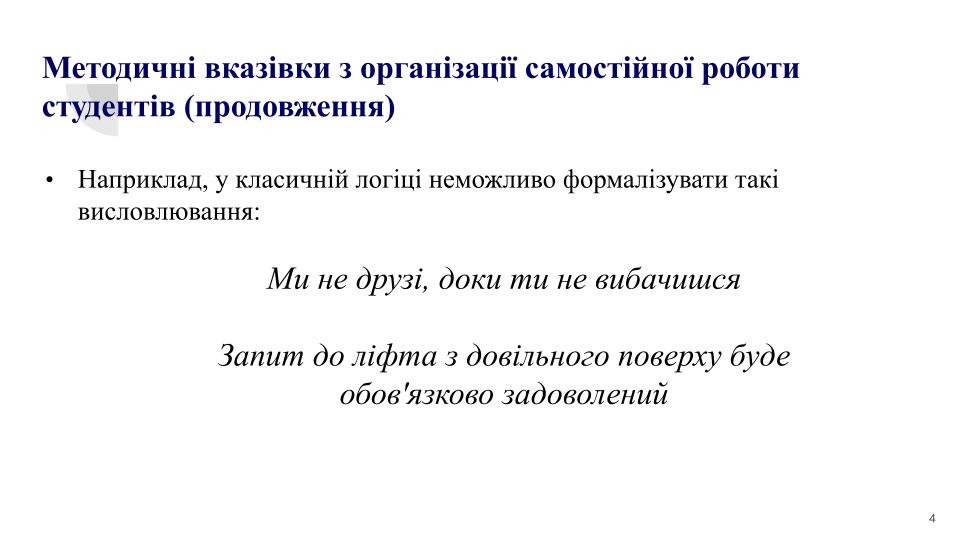 Методичні вказівки з організації самостійної роботи
студентів (продовження)
• Наприклад, у класичній логіці неможливо формалізувати такі
висловлювання:
Ми не друзі, доки ти не вибачишся
Запит до ліфта з довільного поверху буде
обов'язково задоволений
4